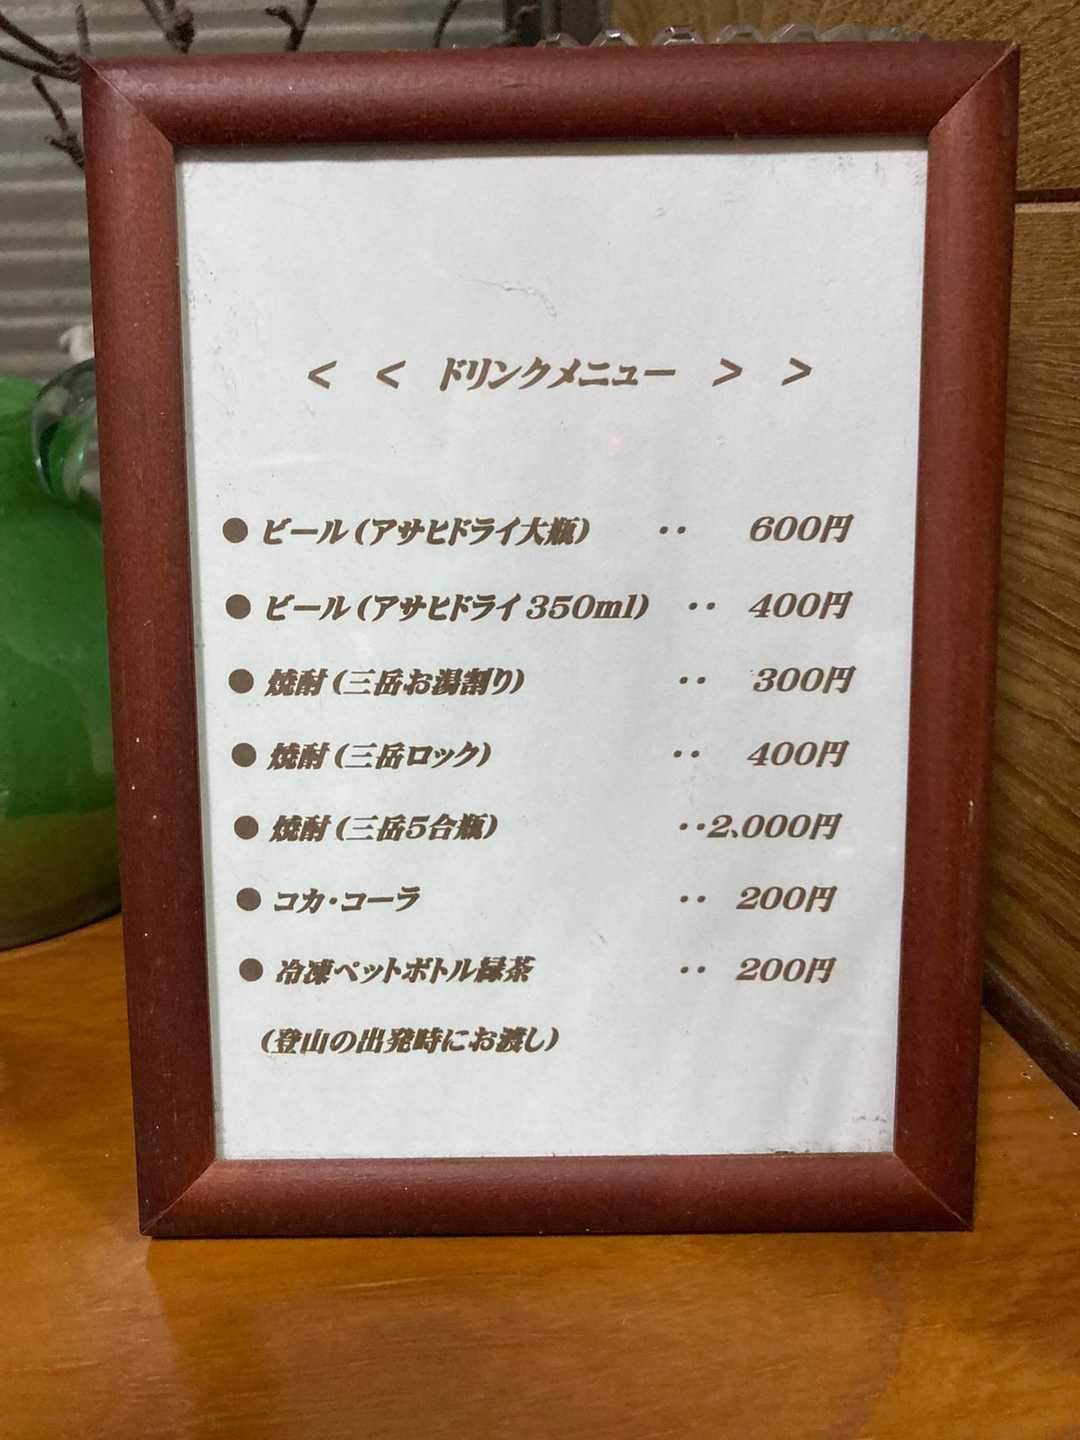 < < ドリンクメニュー > >
● ビール(アサヒドライ大瓶) ・・ 600円
● ビール(アサヒドライ350ml) ・・ 400円
● 焼酎(三岳お湯割り) ・・ 300円
● 焼酎(三岳ロック) ・・ 400円
● 焼酎(三岳5合瓶) ・・2、000円
● コカ・コーラ ・・ 200円
● 冷凍ペットボトル緑茶 ・・ 200円
(登山の出発時にお渡し)